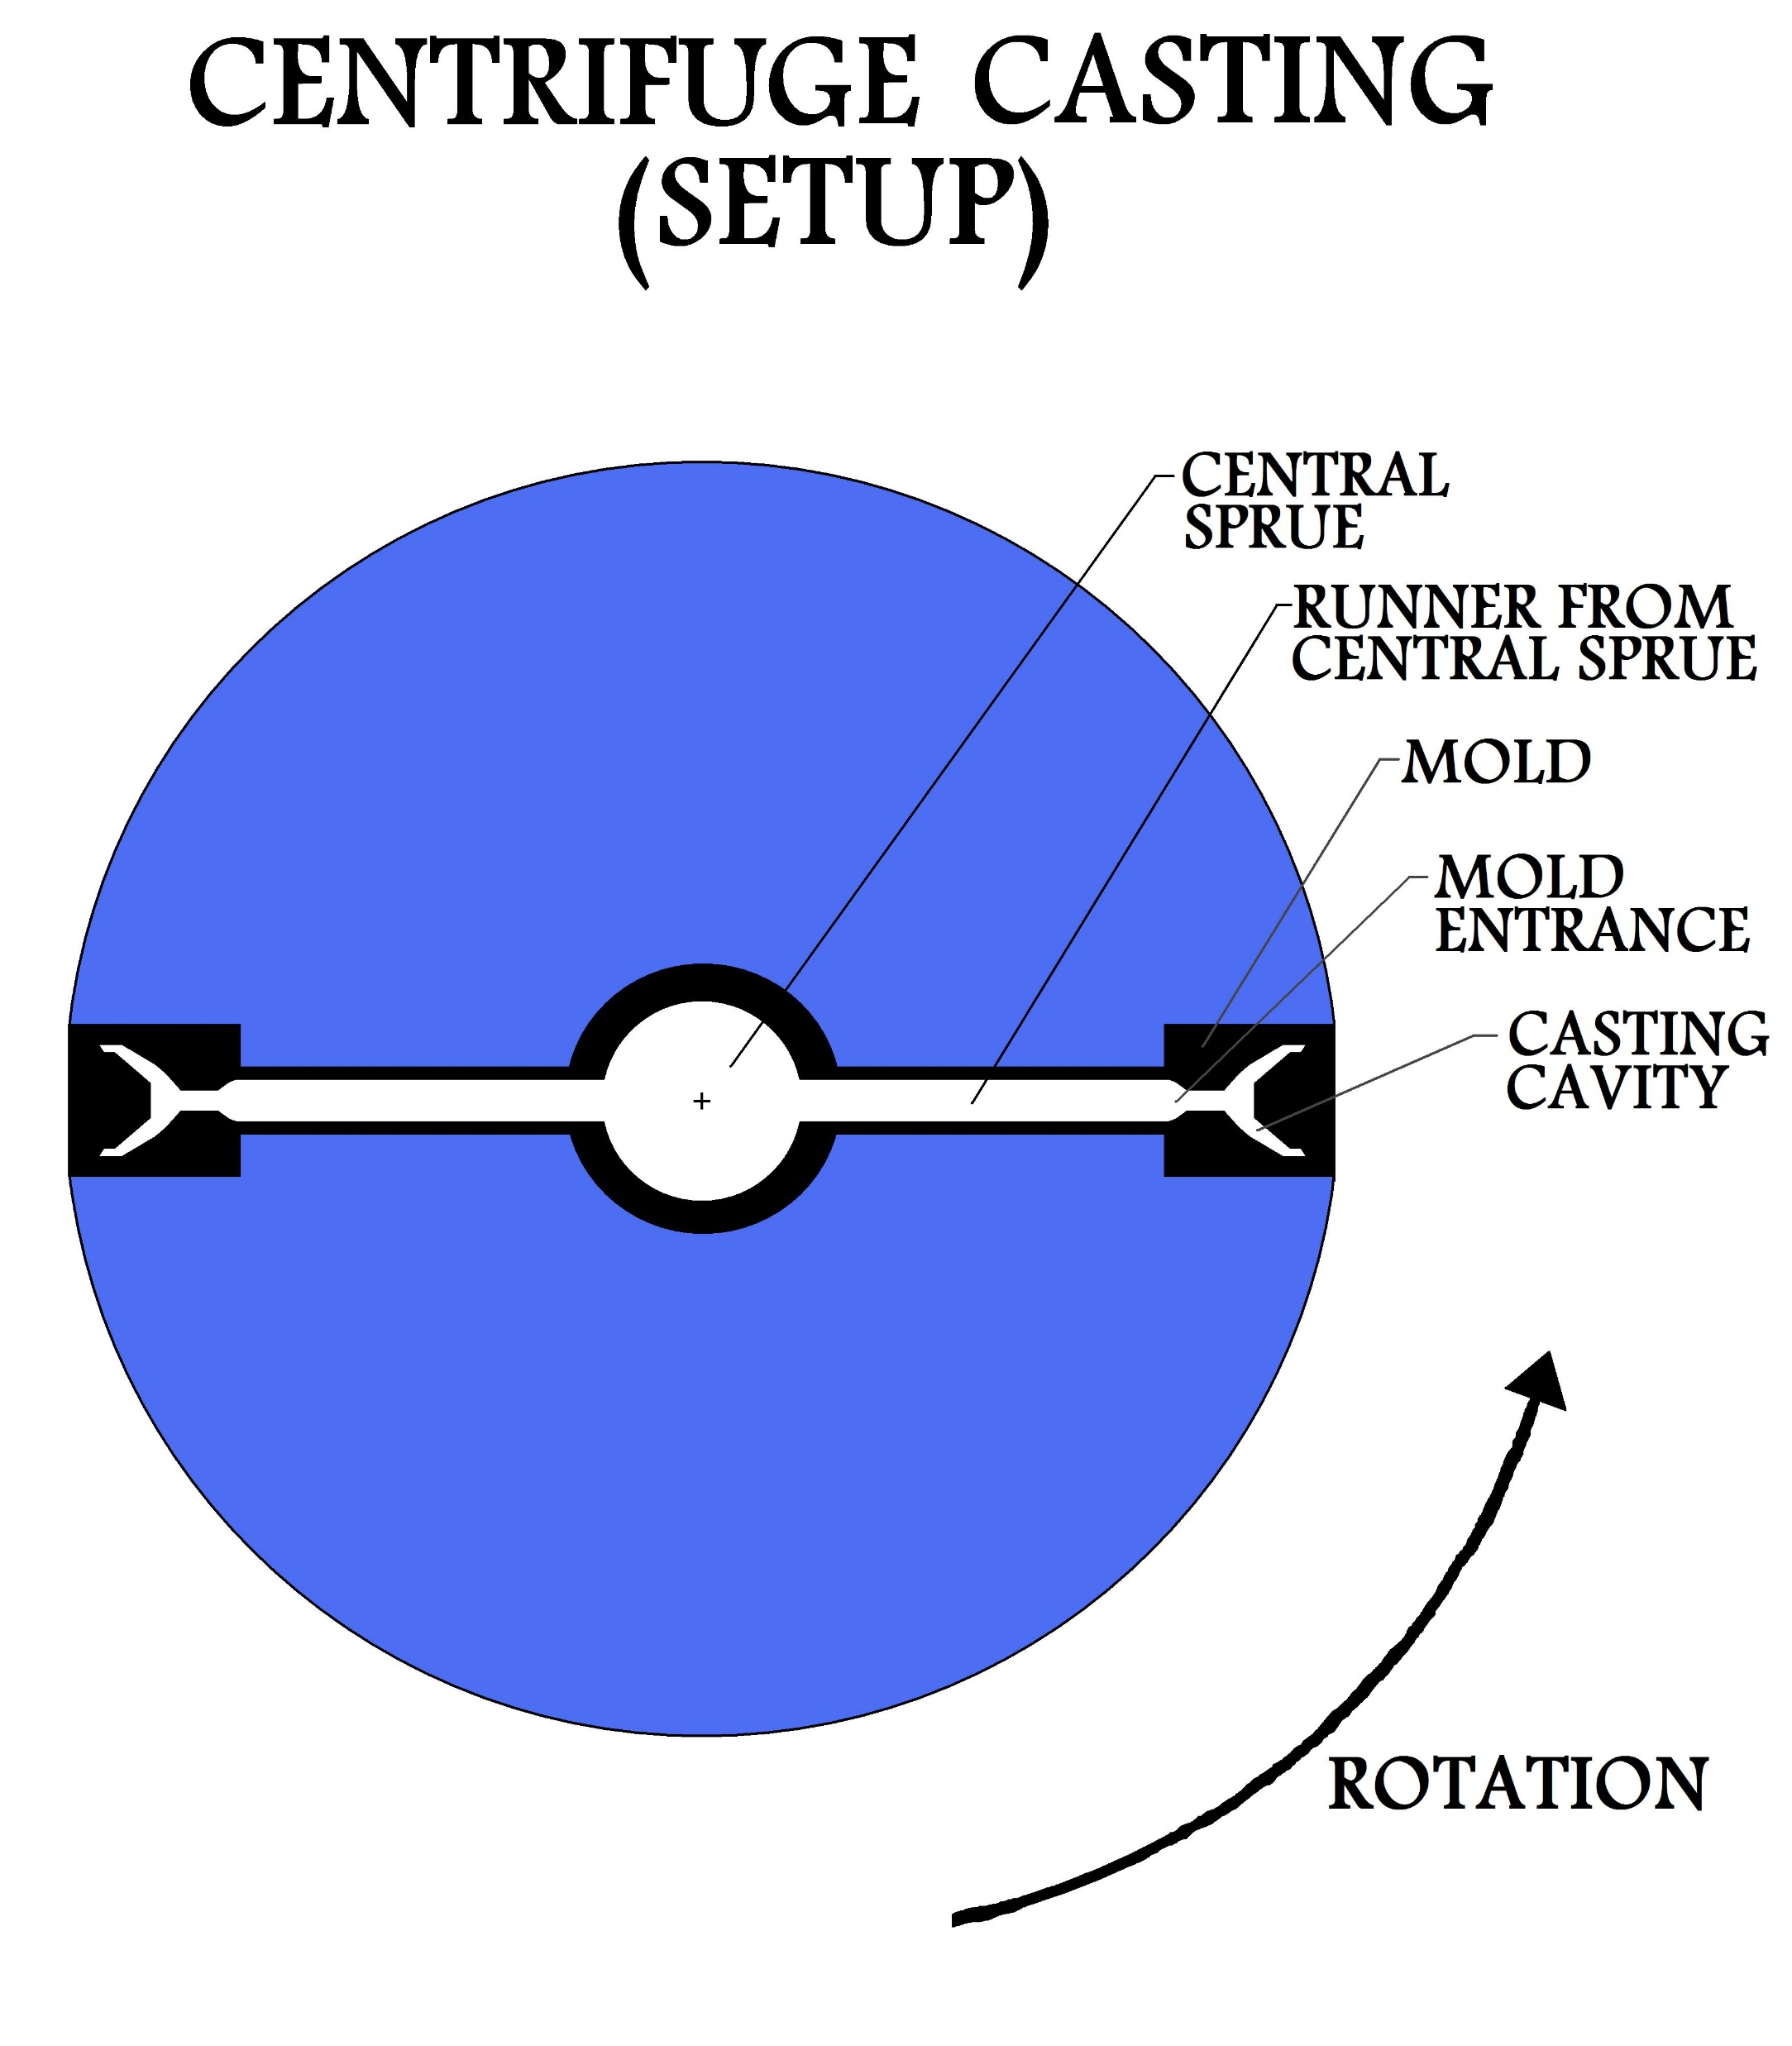 CENTRIFUGE CASTING
(SETUP)
CENTRAL
SPRUE
RUNNER FROM
CENTRAL SPRUE
MOLD
MOLD
ENTRANCE
CASTING
CAVITY
ROTATION